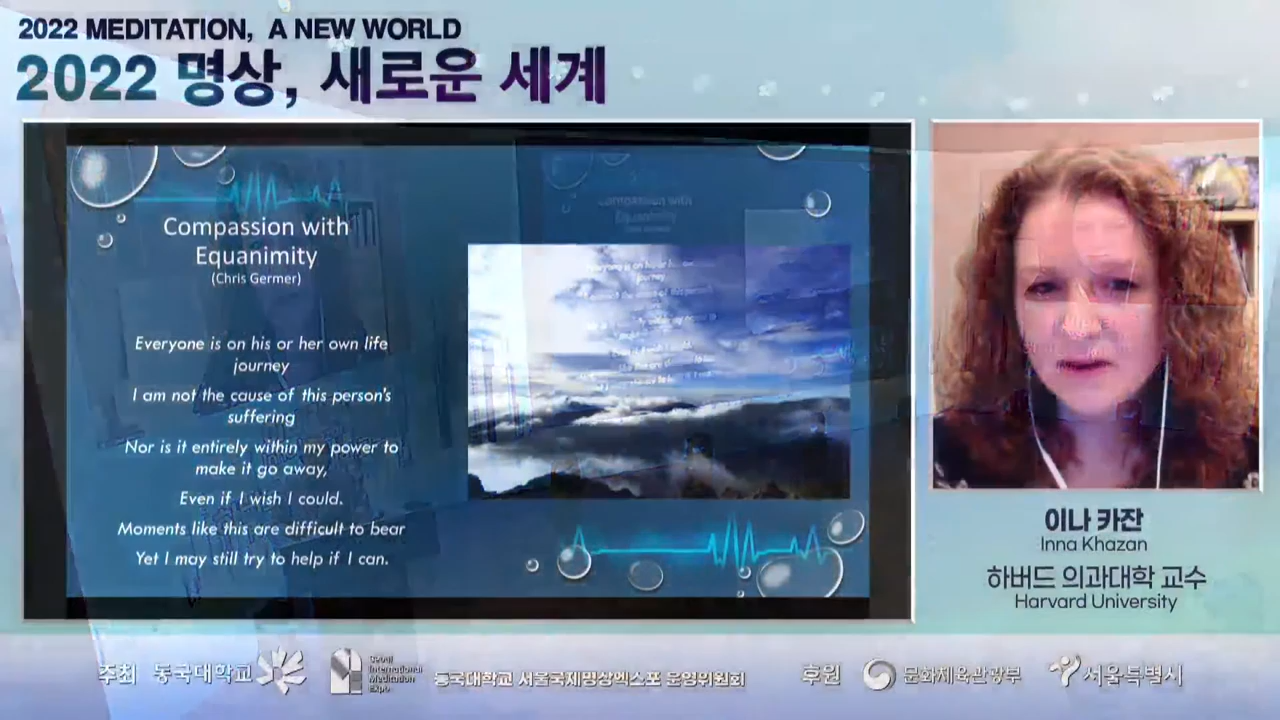 2022 MEDITATION, A NEW WORLD
2022 명상, 새로운 세계
Compassion with
Equanimity
(Chris Germer)
Everyone is on his or her own life
journey
I am not the cause of this person's
suffering
Nor is it entirely within my power to
make it go away,
Even if I wish I could.
Moments like this are difficult to bear
Yet I may still try to help if I can.
이나 카잔
Inna Khazan
하버드 의과대학 교수
Harvard University
주최 동국대학교
Seoul
International
Meditation
Expo
동국대학교 서울국제명상엑스포 운영위원회
후원 문화체육관광부 서울특별시